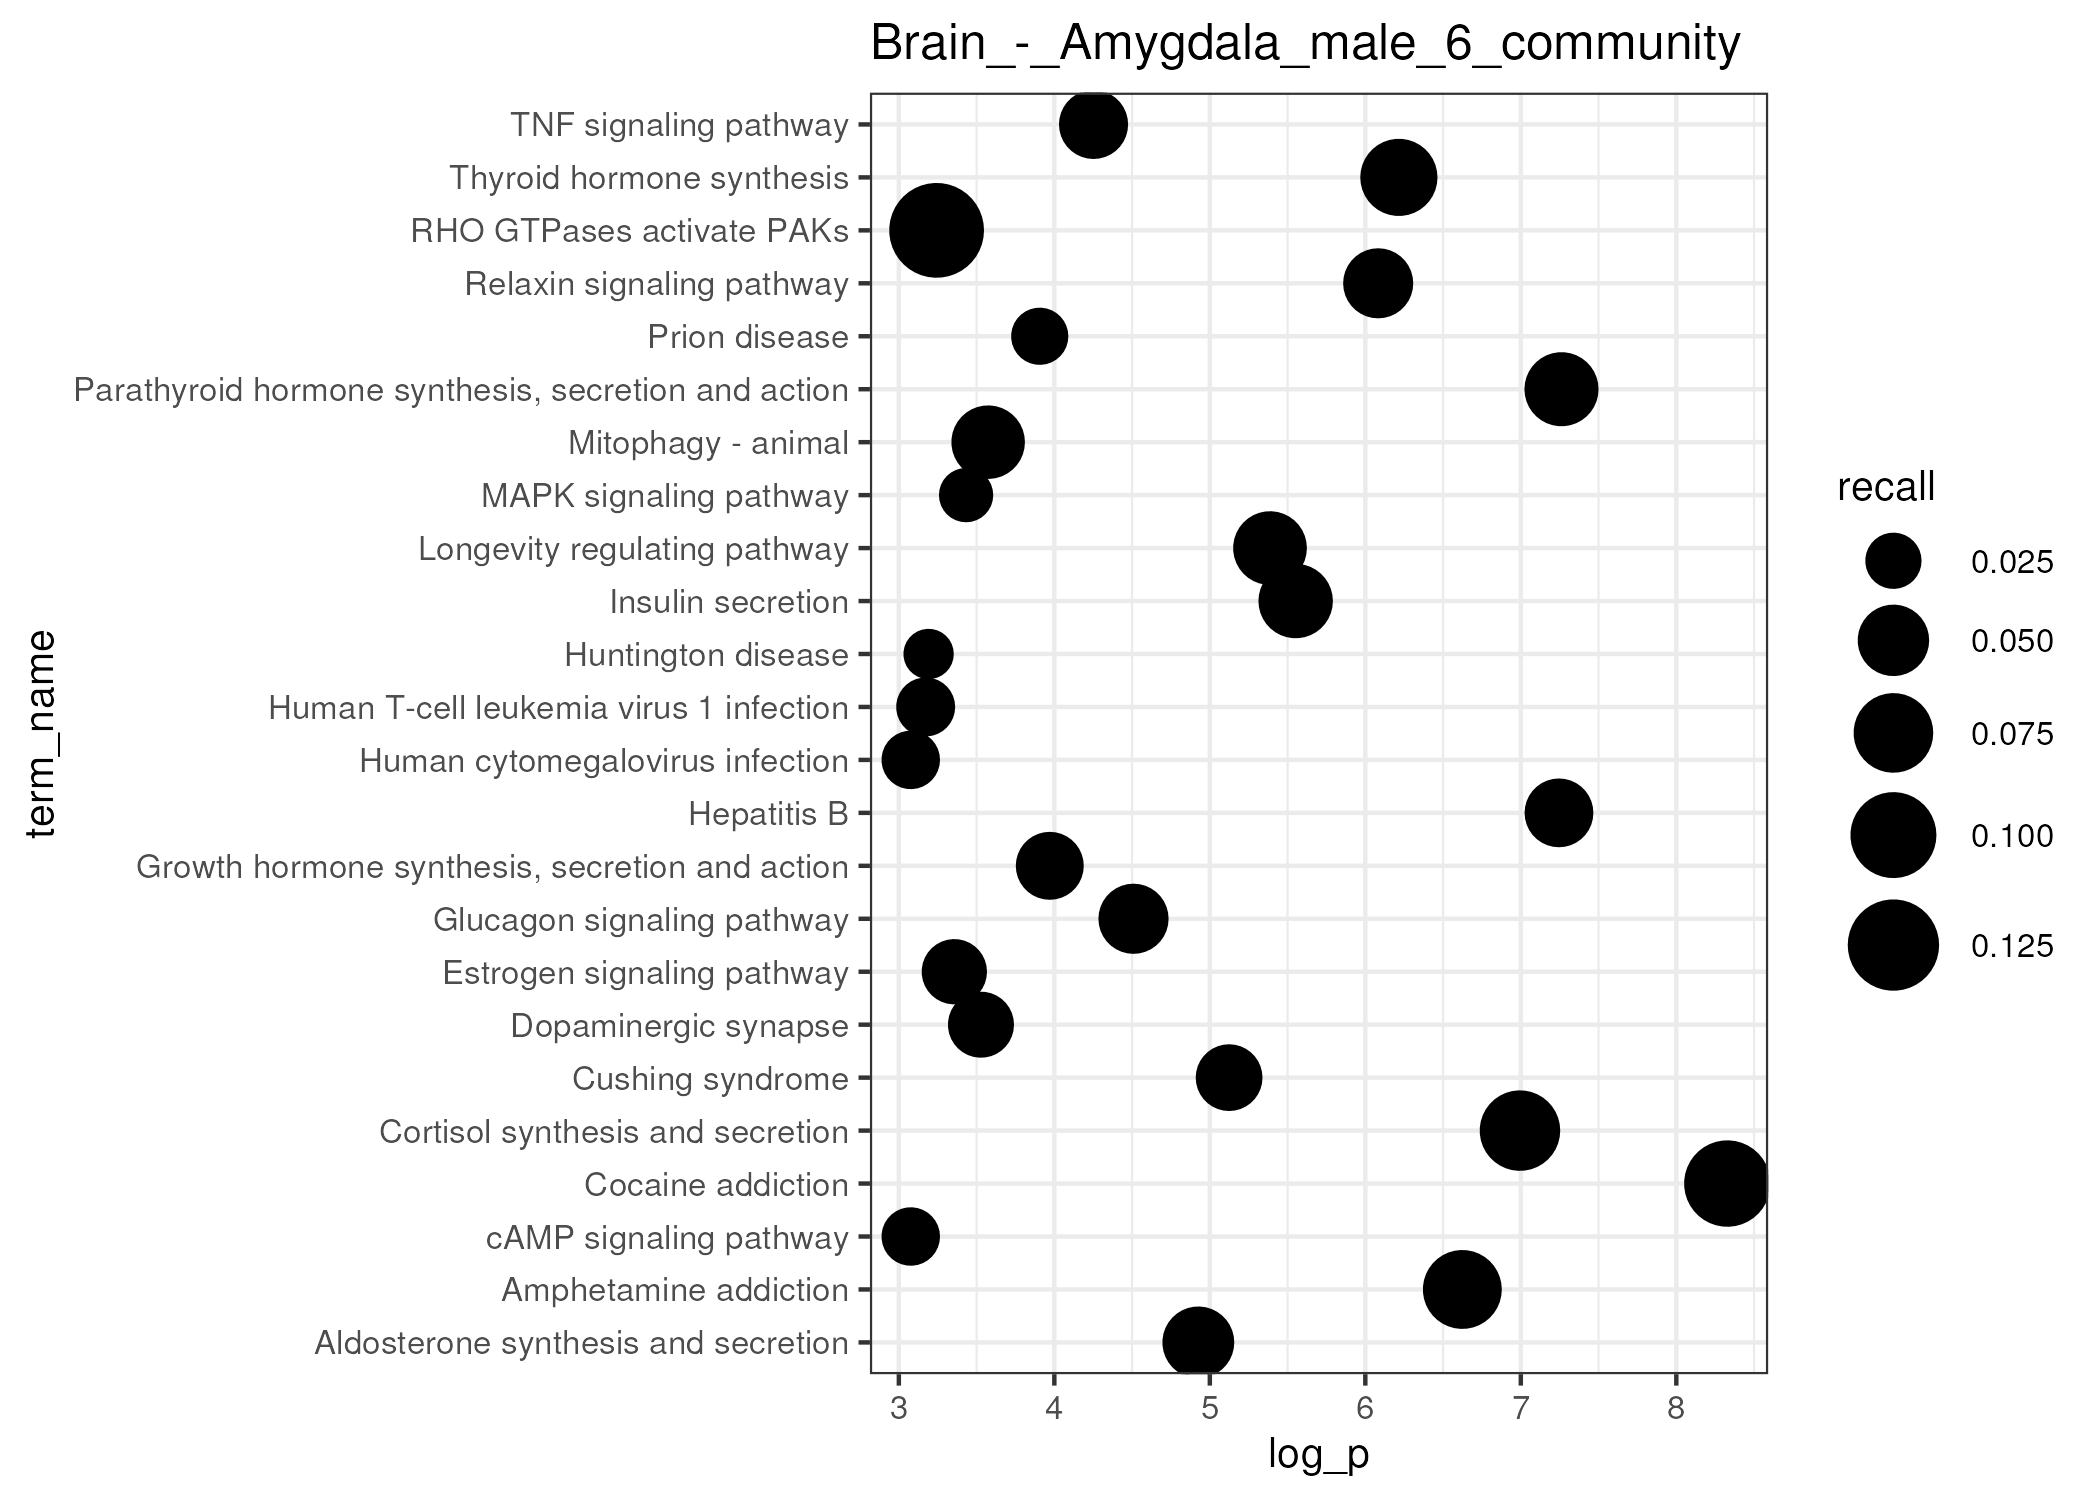 Brain_-_Amygdala_male_6_community
TNF signaling pathway
Thyroid hormone synthesis
RHO GTPases activate PAKs
Relaxin signaling pathway
Prion disease
Parathyroid hormone synthesis, secretion and action
Mitophagy - animal
MAPK signaling pathway
Longevity regulating pathway
Insulin secretion
Huntington disease
Human T-cell leukemia virus 1 infection
Human cytomegalovirus infection
Hepatitis B
Growth hormone synthesis, secretion and action
Glucagon signaling pathway
Estrogen signaling pathway
Dopaminergic synapse
Cushing syndrome
Cortisol synthesis and secretion
Cocaine addiction
cAMP signaling pathway
Amphetamine addiction
Aldosterone synthesis and secretion
term_name
3 4 5 6 7 8
log_p
recall
0.025
0.050
0.075
0.100
0.125